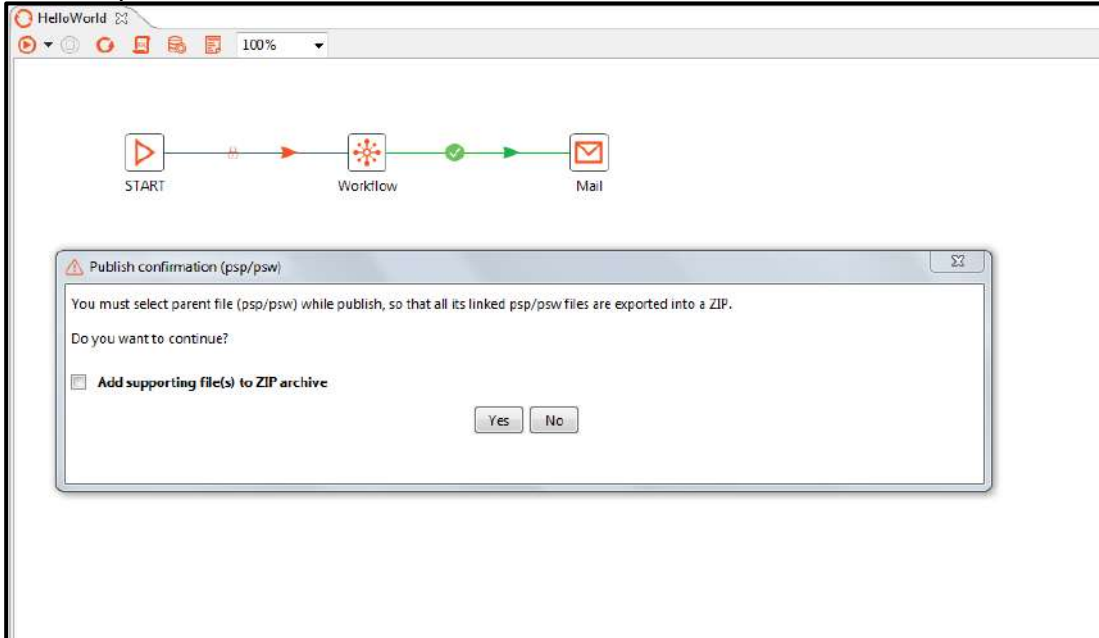 HelloWorld
100%
START
Workflow
Mail
Publish confirmation (psp/psw)
You must select parent file (psp/psw) while publish, so that all its linked psp/psw files are exported into a ZIP.
Do you want to continue?
Add supporting file(s) to ZIP archive
Yes No